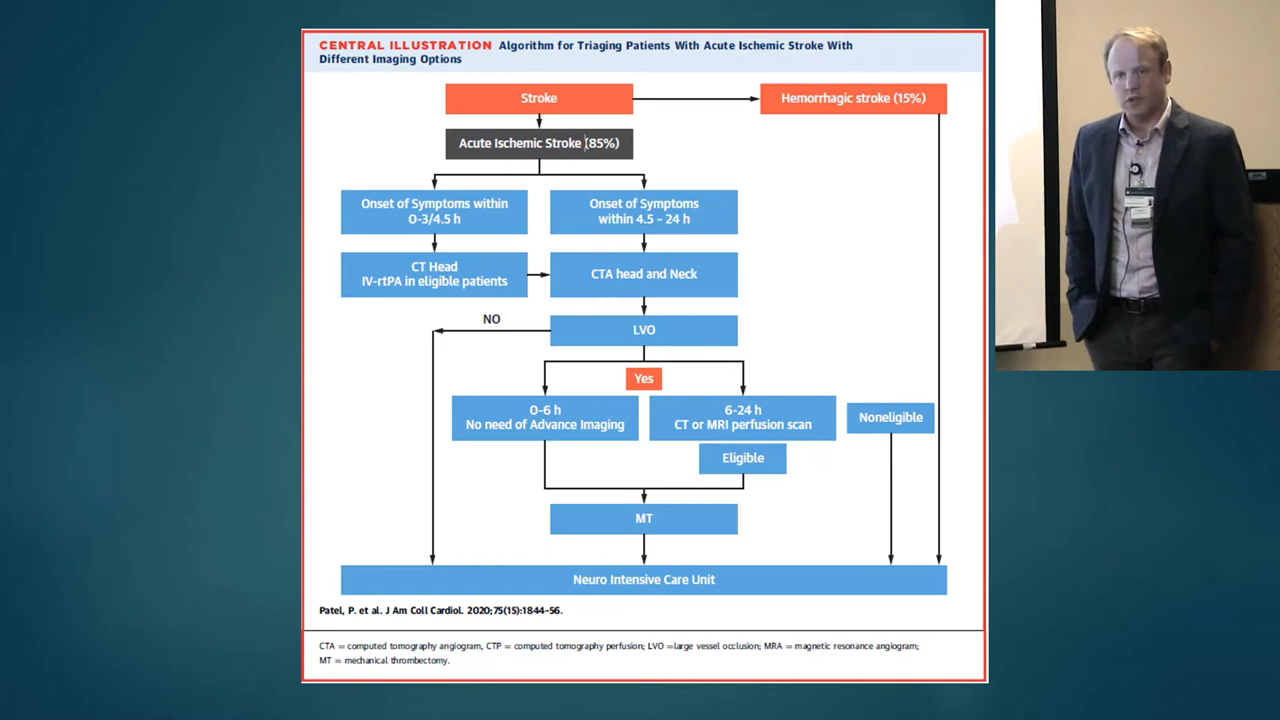 CENTRAL ILLUSTRATION Algorithm for Triaging Patients With Acute Ischemic Stroke With
Different Imaging Options
Stroke
Hemorrhagic stroke (15%)
Acute Ischemic Stroke (85%)
Onset of Symptoms within
0-3/4.5 h
Onset of Symptoms
within 4.5 – 24 h
CT Head
IV-rtPA in eligible patients
CTA head and Neck
NO
LVO
Yes
0-6 h
No need of Advance Imaging
6-24 h
CT or MRI perfusion scan
Noneligible
Eligible
MT
Neuro Intensive Care Unit
Patel, P. et al. J Am Coll Cardiol. 2020;75(15):1844–56.
CTA = computed tomography angiogram, CTP = computed tomography perfusion; LVO =large vessel occlusion; MRA = magnetic resonance angiogram;
MT = mechanical thrombectomy.